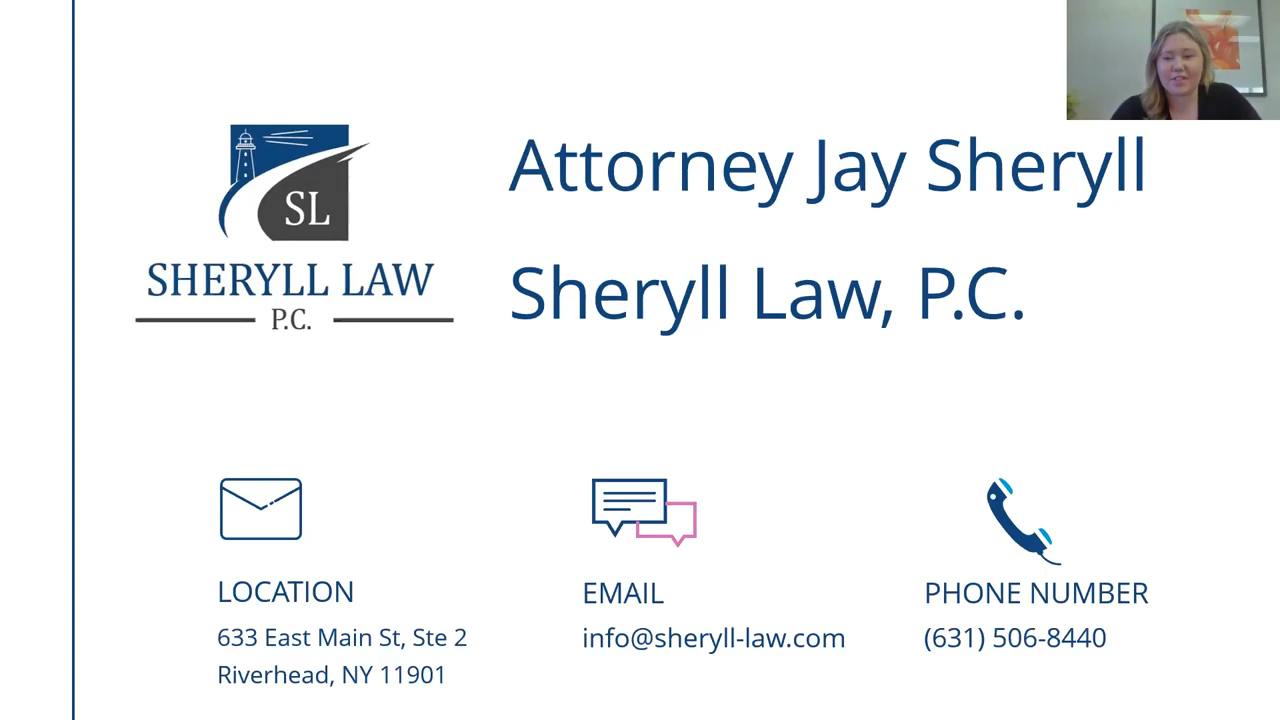 SL
SHERYLL LAW
P.C.
Attorney Jay Sheryll
Sheryll Law, P.C.
LOCATION
633 East Main St, Ste 2
Riverhead, NY 11901
EMAIL
info@sheryll-law.com
PHONE NUMBER
(631) 506-8440